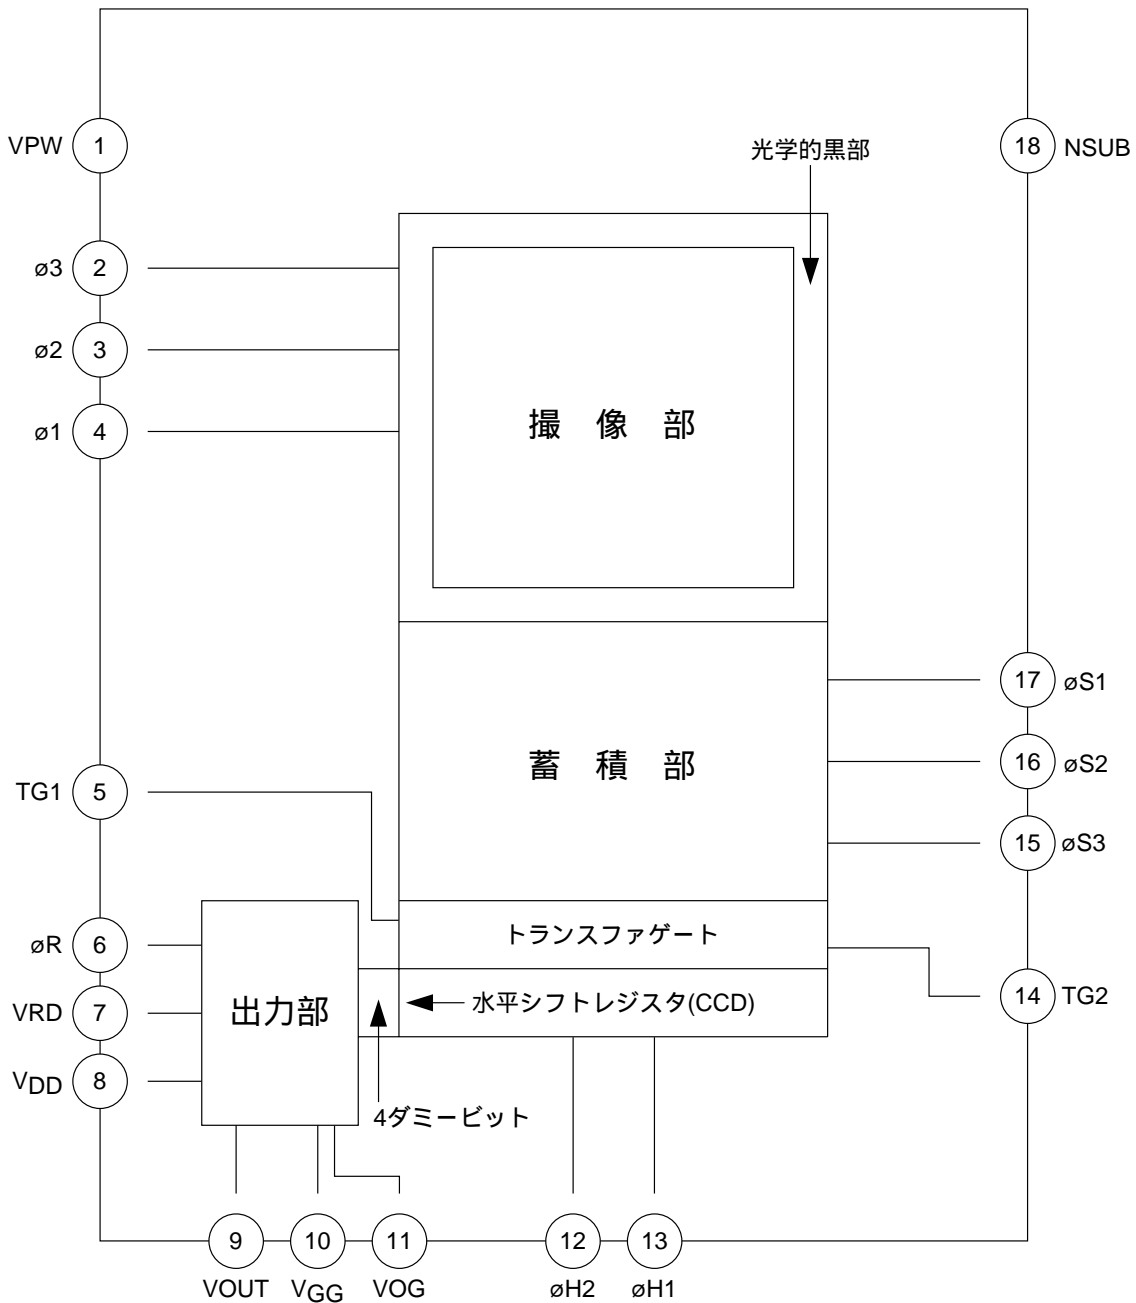 VPW 1
光学的黒部
18 NSUB
ø3 2
ø2 3
ø1 4
撮 像 部
17 øS1
蓄 積 部
16 øS2
TG1 5
15 øS3
トランスファゲート
øR 6
出力部
水平シフトレジスタ(CCD)
14 TG2
VRD 7
VDD 8
4ダミービット
9 10 11 12 13
VOUT VGG VOG øH2 øH1